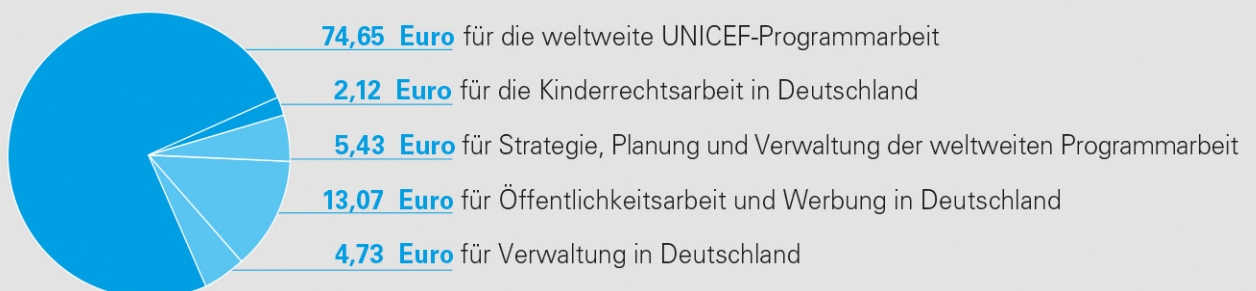 74,65 Euro für die weltweite UNICEF-Programmarbeit
2,12 Euro für die Kinderrechtsarbeit in Deutschland
5,43 Euro für Strategie, Planung und Verwaltung der weltweiten Programmarbeit
13,07 Euro für Öffentlichkeitsarbeit und Werbung in Deutschland
4,73 Euro für Verwaltung in Deutschland